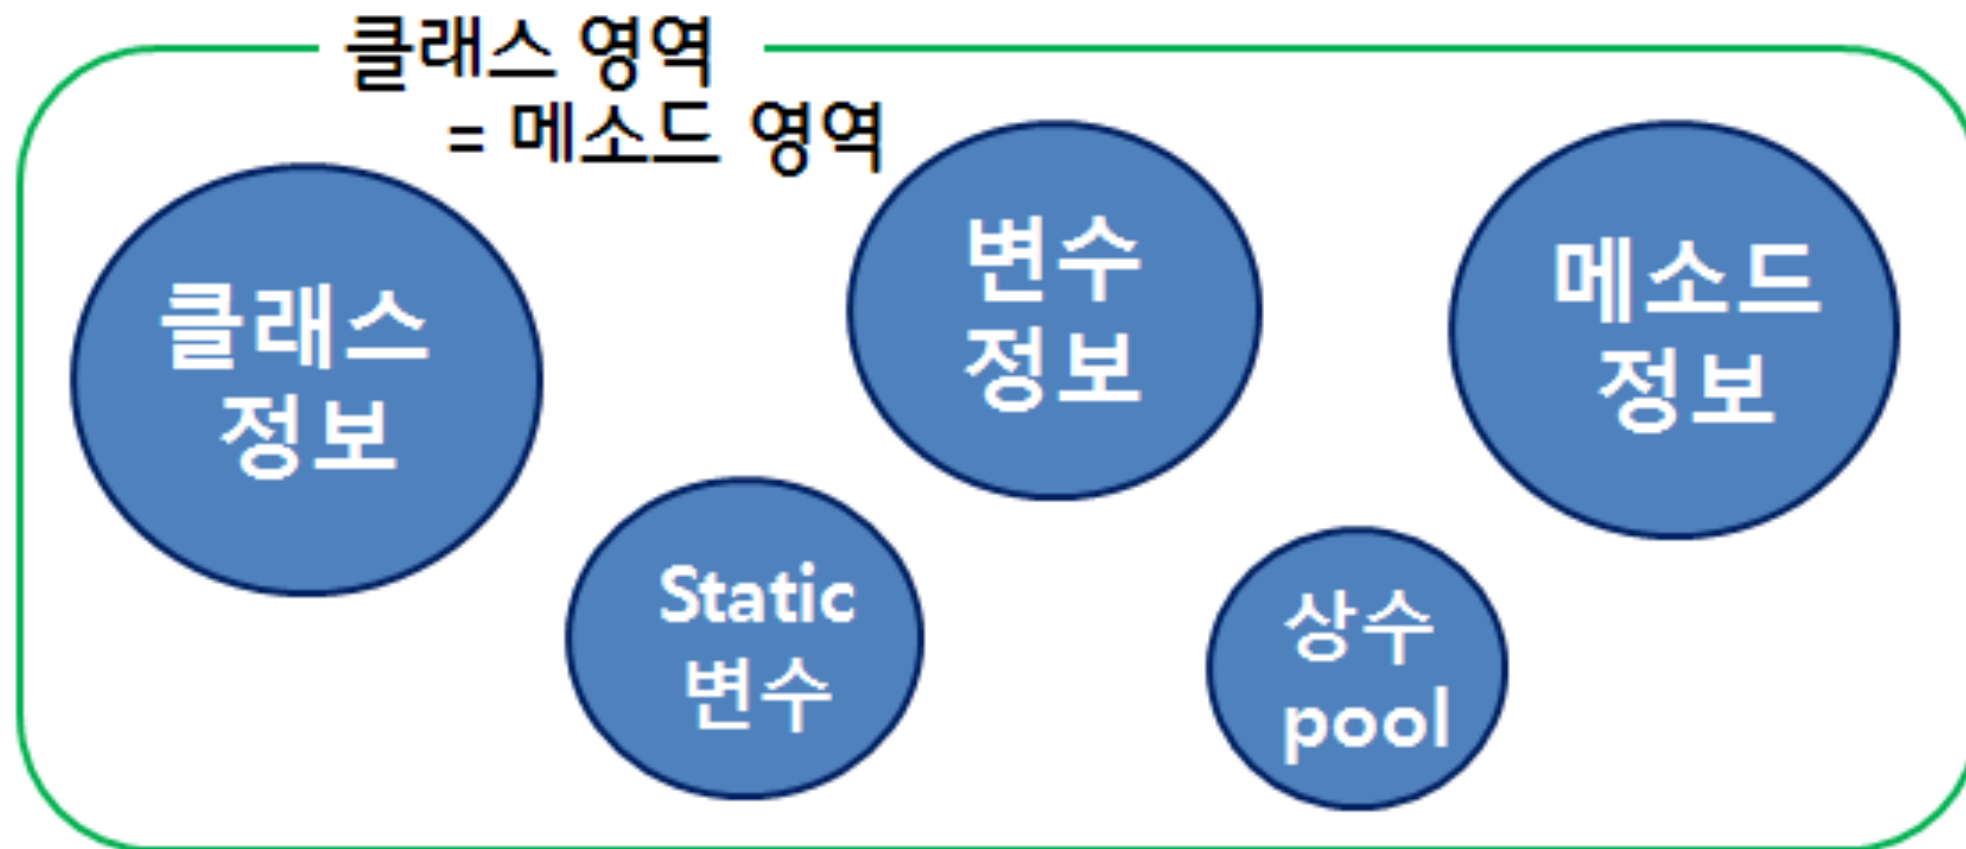 클래스 영역
= 메소드 영역
클래스
정보
변수
정보
메소드
정보
Static
변수
상수
pool